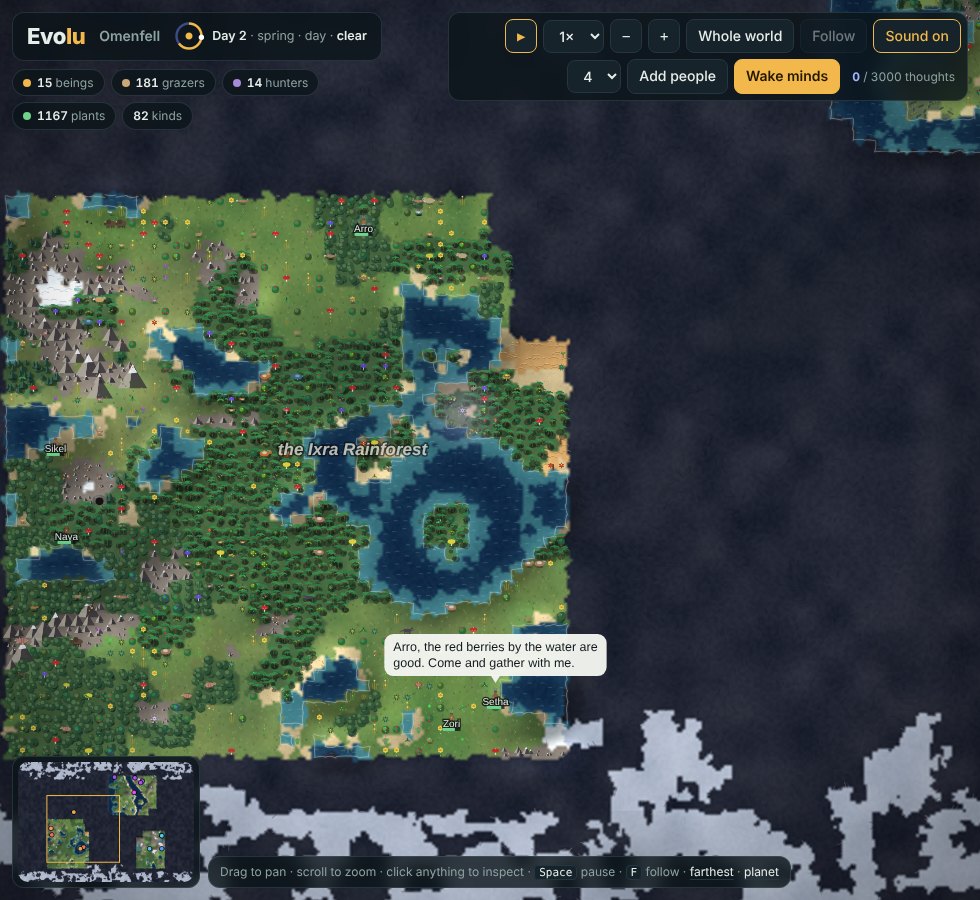 Evolu Omenfell Day 2 · spring · day · clear
15 beings 181 grazers 14 hunters
1167 plants 82 kinds
▶ 1× − + Whole world Follow Sound on
4 Add people Wake minds 0 / 3000 thoughts
Arro
the Ixra Rainforest
Sikel
Naya
Arro, the red berries by the water are
good. Come and gather with me.
Setha
Zori
Drag to pan · scroll to zoom · click anything to inspect · Space pause · F follow · farthest · planet